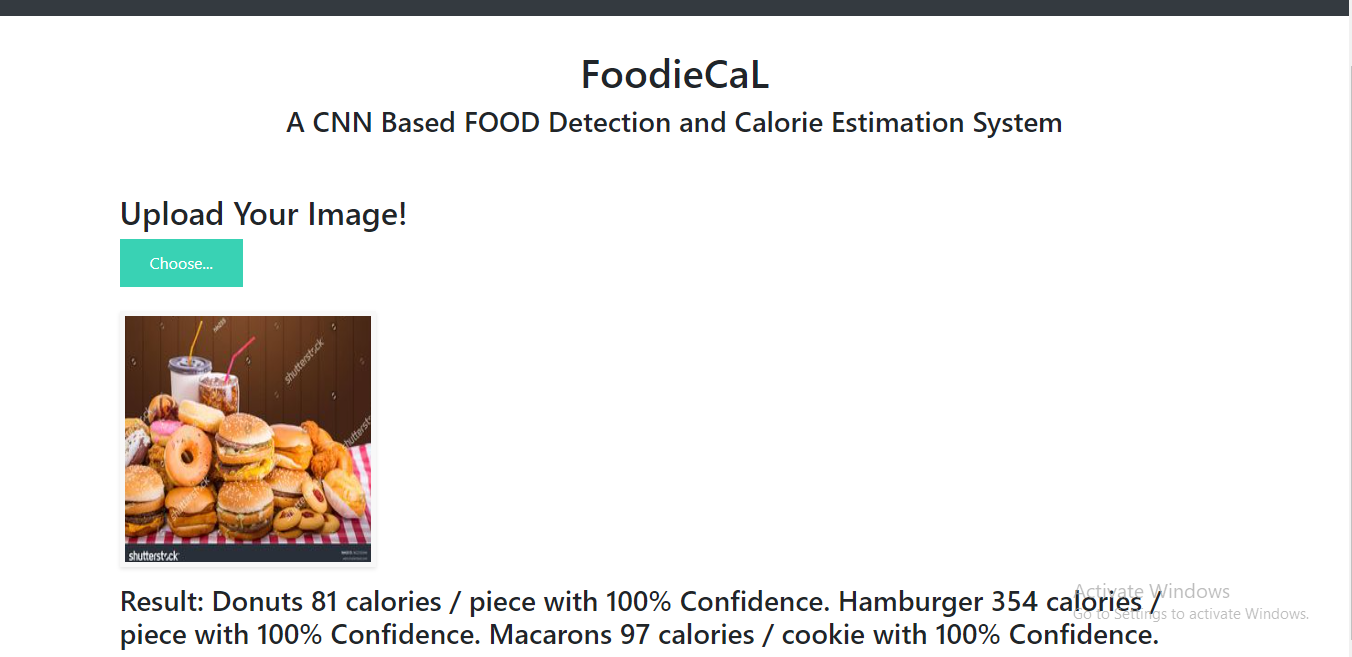 FoodieCaL
A CNN Based FOOD Detection and Calorie Estimation System
Upload Your Image!
Choose...
shutterstock
shutterstock
shutterstock
Result: Donuts 81 calories / piece with 100% Confidence. Hamburger 354 calories /
piece with 100% Confidence. Macarons 97 calories / cookie with 100% Confidence.
Activate Windows
Go to Settings to activate Windows.